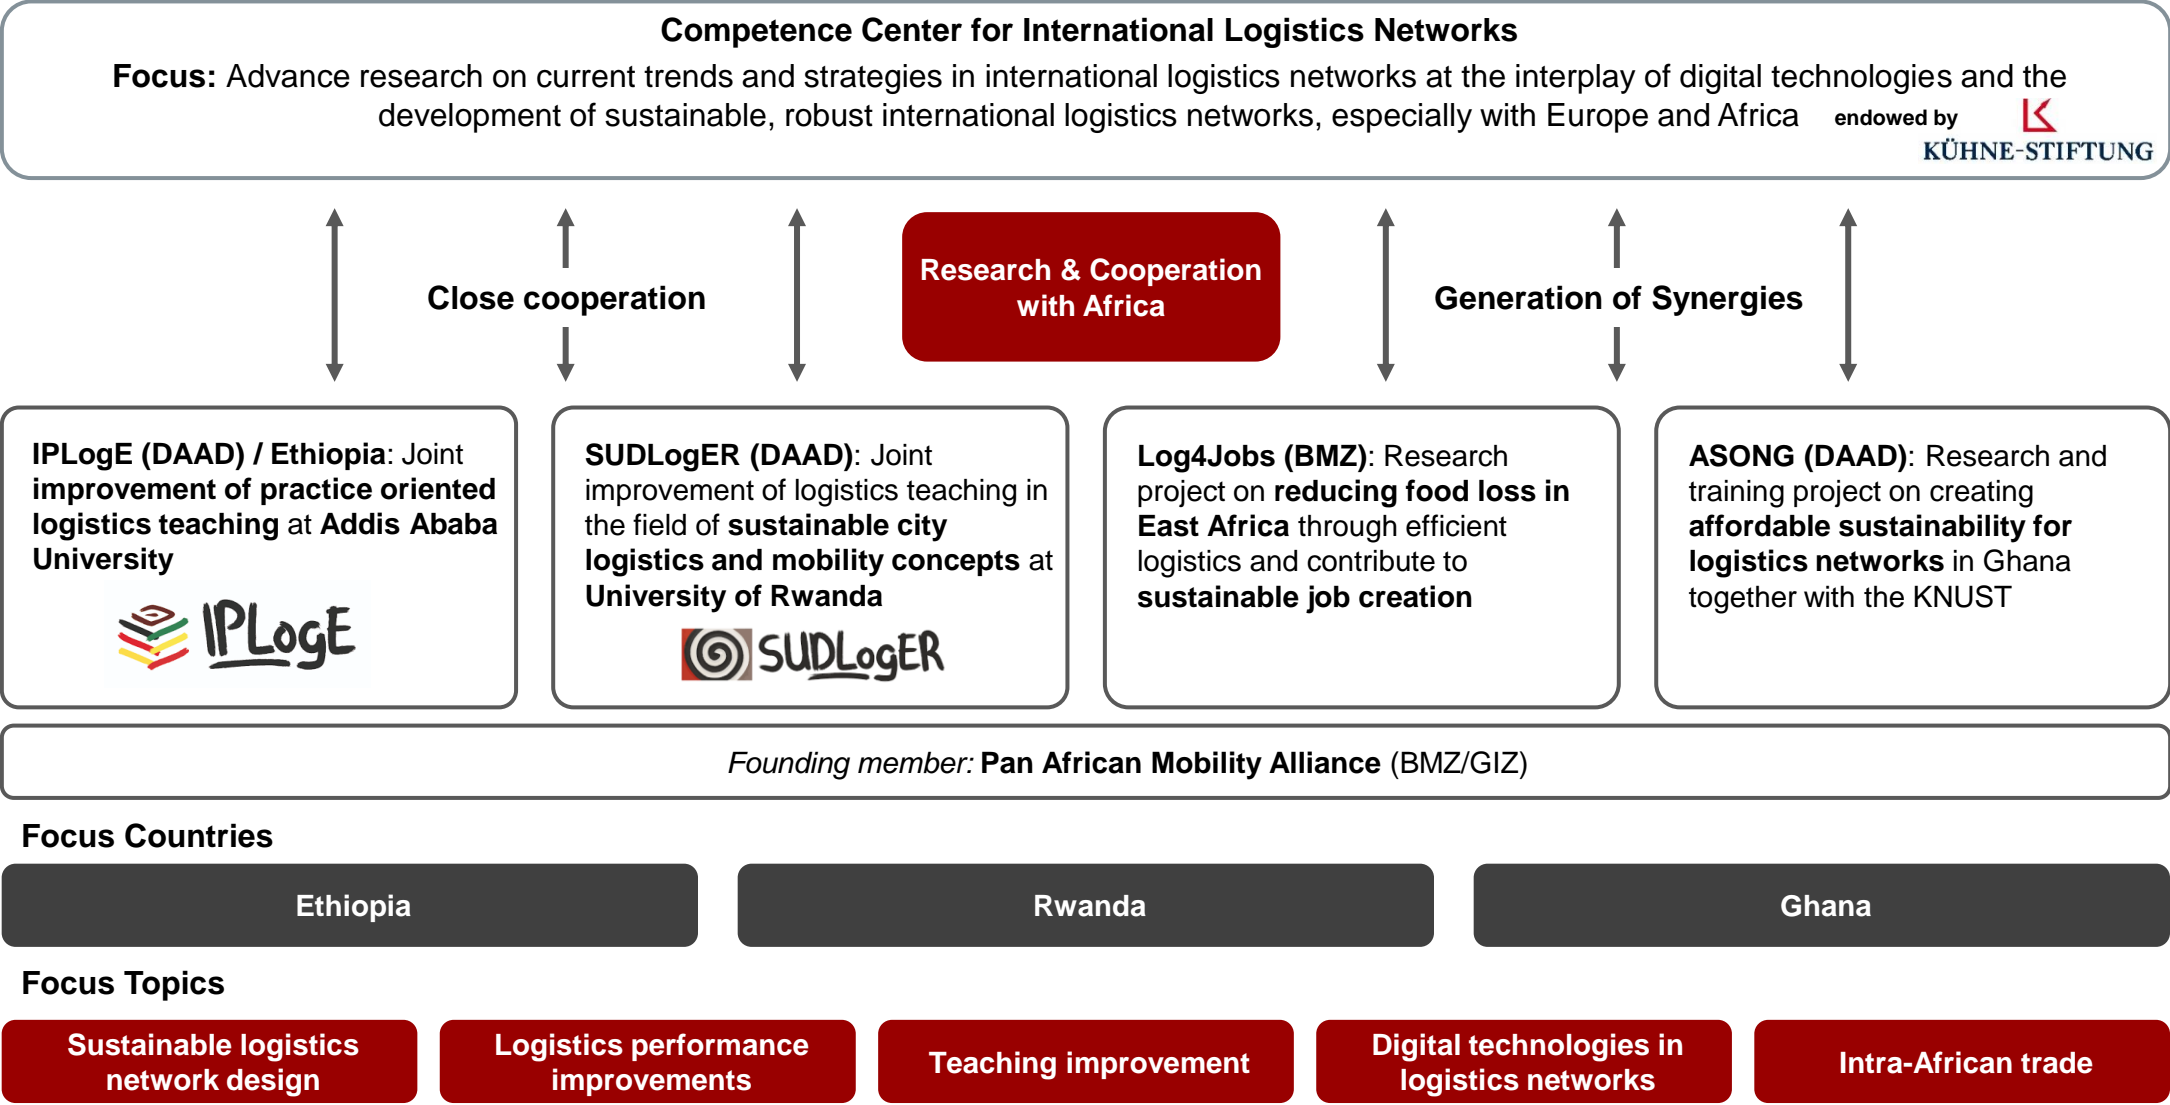 Competence Center for International Logistics Networks
Focus: Advance research on current trends and strategies in international logistics networks at the interplay of digital technologies and the
development of sustainable, robust international logistics networks, especially with Europe and Africa
endowed by
KÜHNE-STIFTUNG
Close cooperation
Research & Cooperation
with Africa
Generation of Synergies
IPLogE (DAAD) / Ethiopia: Joint
improvement of practice oriented
logistics teaching at Addis Ababa
University
IPLogE
SUDLogER (DAAD): Joint
improvement of logistics teaching in
the field of sustainable city
logistics and mobility concepts at
University of Rwanda
SUDLogER
Log4Jobs (BMZ): Research
project on reducing food loss in
East Africa through efficient
logistics and contribute to
sustainable job creation
ASONG (DAAD): Research and
training project on creating
affordable sustainability for
logistics networks in Ghana
together with the KNUST
Founding member: Pan African Mobility Alliance (BMZ/GIZ)
Focus Countries
Ethiopia
Rwanda
Ghana
Focus Topics
Sustainable logistics
network design
Logistics performance
improvements
Teaching improvement
Digital technologies in
logistics networks
Intra-African trade